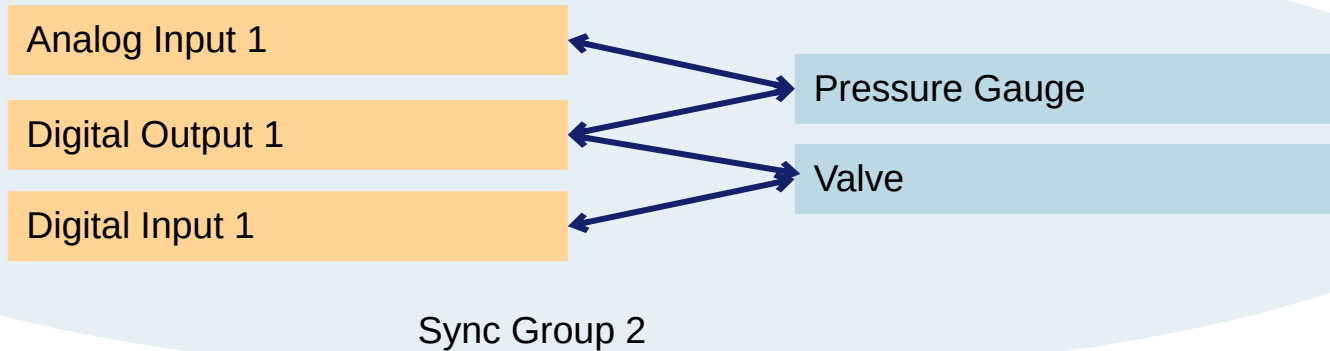 Analog Input 1
Digital Output 1
Digital Input 1
Pressure Gauge
Valve
Sync Group 2